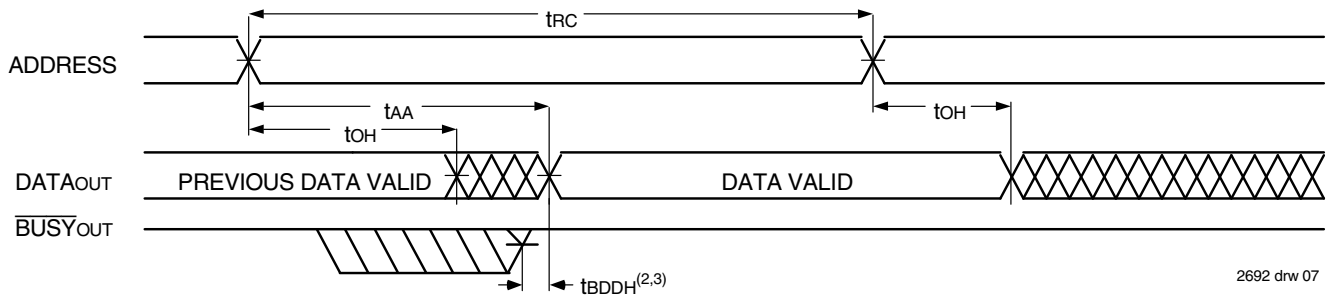 tRC
ADDRESS
tAA
tOH
tOH
DATAOUT
PREVIOUS DATA VALID
DATA VALID
BUSYOUT
tBDDH(2,3)
2692 drw 07